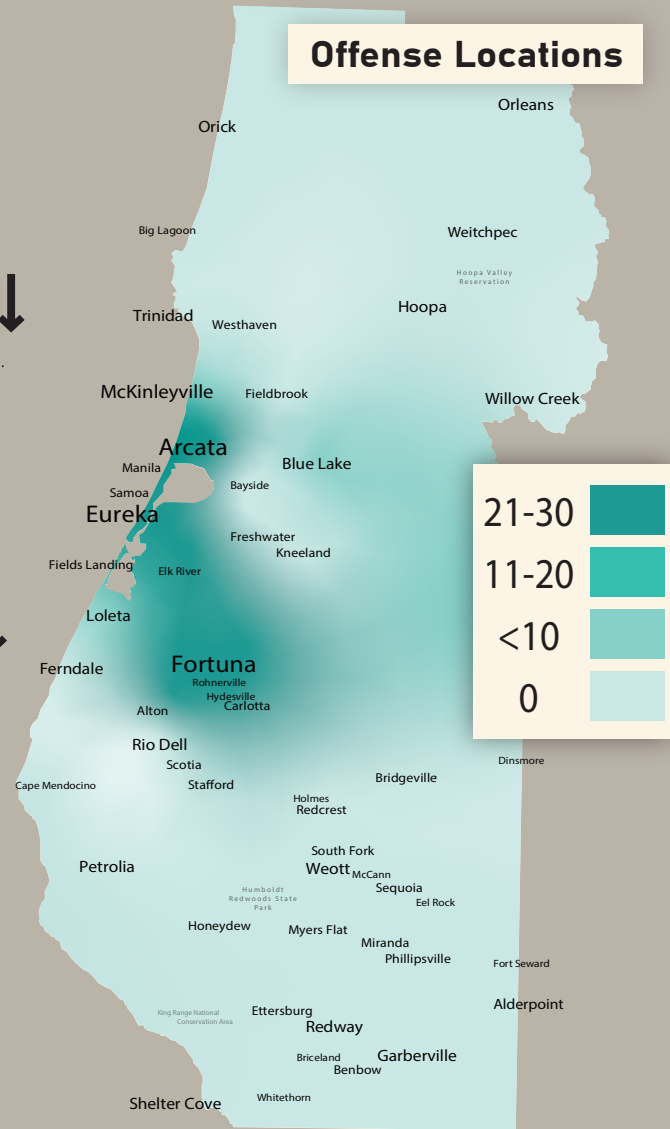 Offense Locations
Orleans
Orick
Big Lagoon
Weitchpec
Hoopa Valley
Reservation
Hoopa
Trinidad
Westhaven
McKinleyville
Fieldbrook
Willow Creek
Arcata
Blue Lake
Manila
Bayside
Samoa
Eureka
21-30
Freshwater
Kneeland
Fields Landing
Elk River
11-20
Loleta
<10
Fortuna
Ferndale
Rohnerville
Hydesville
Carlotta
Alton
0
Rio Dell
Scotia
Dinsmore
Bridgeville
Cape Mendocino
Stafford
Holmes
Redcrest
South Fork
Petrolia
Weott
McCann
Sequoia
Humboldt
Redwoods State
Park
Eel Rock
Honeydew
Myers Flat
Miranda
Phillipsville
Fort Seward
Alderpoint
King Range National
Conservation Area
Ettersburg
Redway
Briceland
Garberville
Benbow
Whitethorn
Shelter Cove